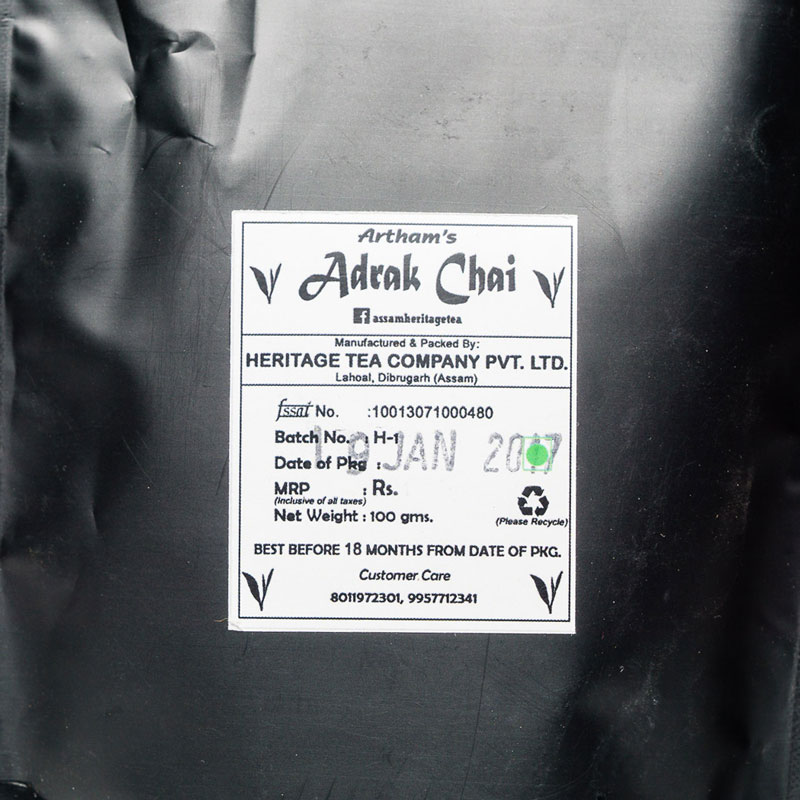 Artham's
Adrak Chai
assamheritagetea
Manufactured & Packed By:
HERITAGE TEA COMPANY PVT. LTD.
Lahoal, Dibrugarh (Assam)
fssai No. :10013071000480
Batch No. : H-1
19 JAN 2017
Date of Pkg :
MRP : Rs.
(Inclusive of all taxes)
Net Weight : 100 gms.
(Please Recycle)
BEST BEFORE 18 MONTHS FROM DATE OF PKG.
Customer Care
8011972301, 9957712341